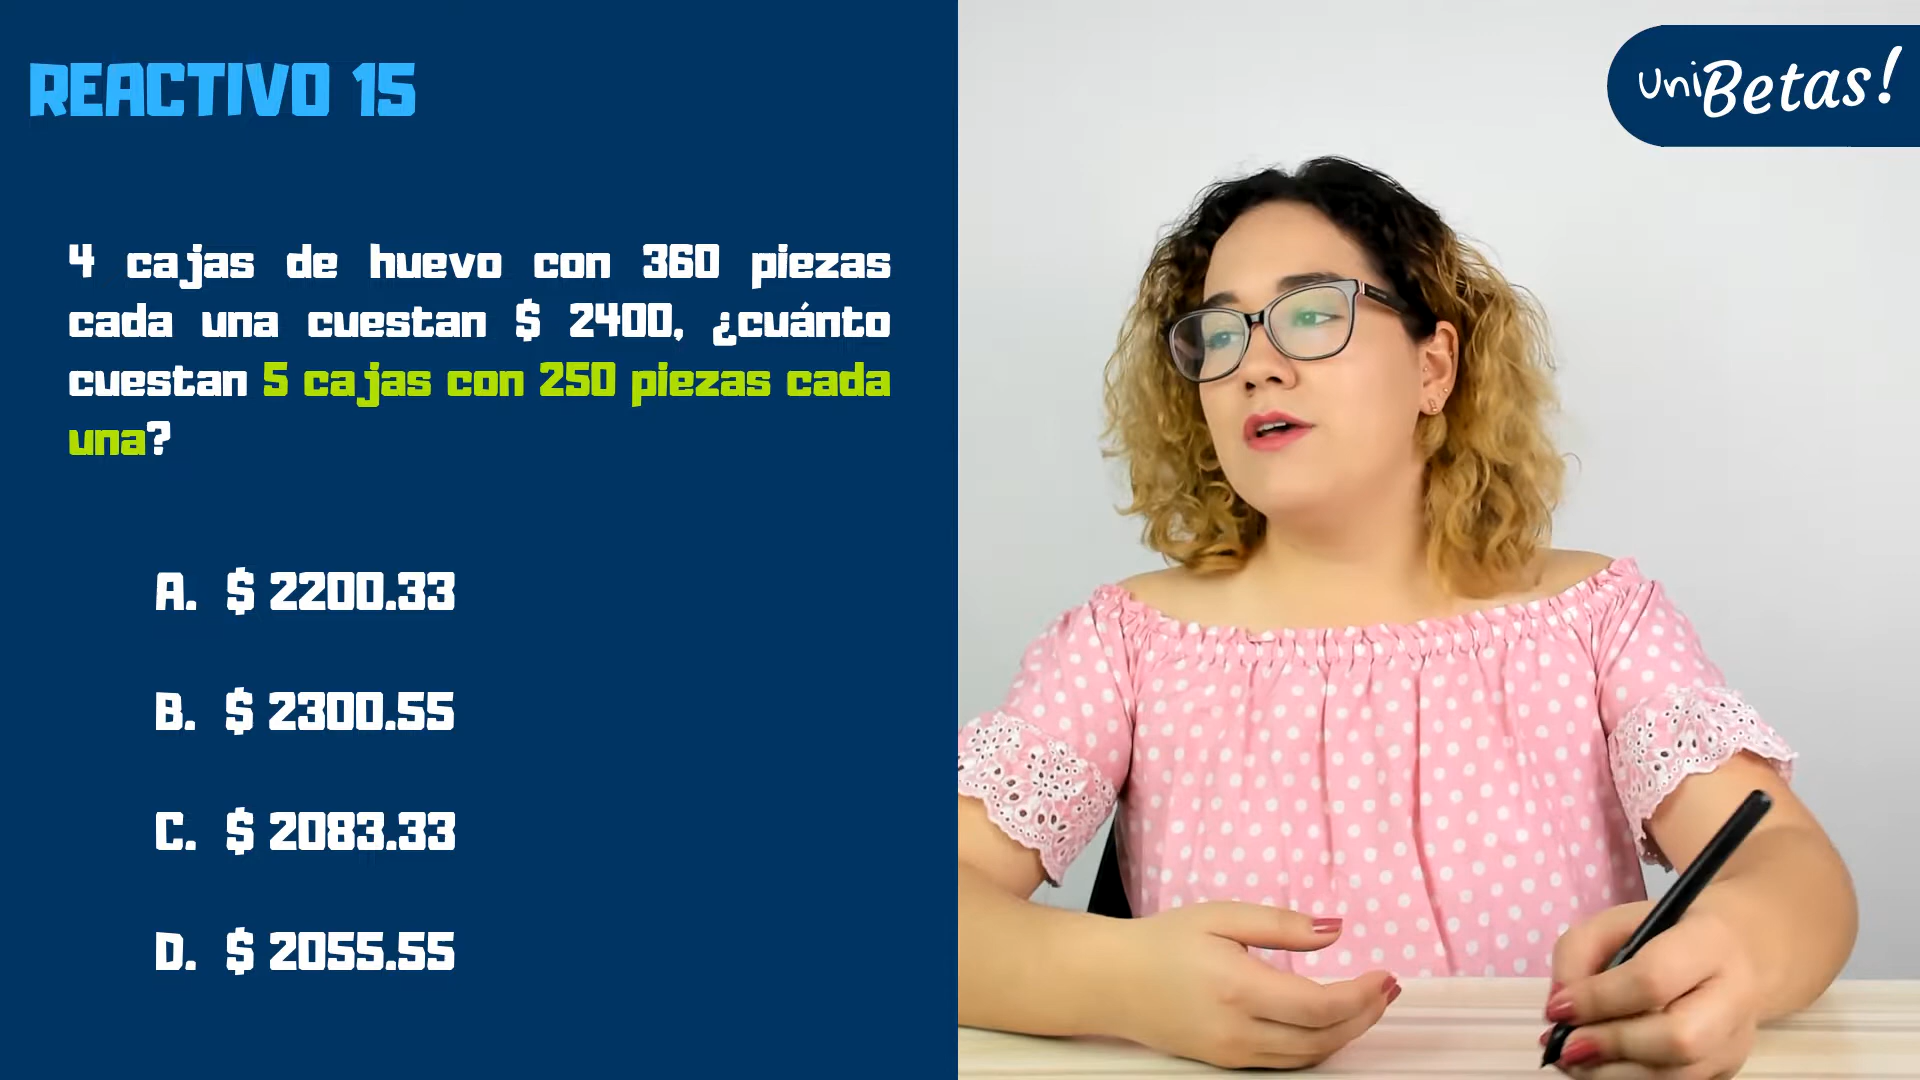 REACTIVO 15
uniBetas!
4 cajas de huevo con 360 piezas
cada una cuestan $ 2400, ¿cuánto
cuestan 5 cajas con 250 piezas cada
una?
A. $ 2200.33
B. $ 2300.55
C. $ 2083.33
D. $ 2055.55